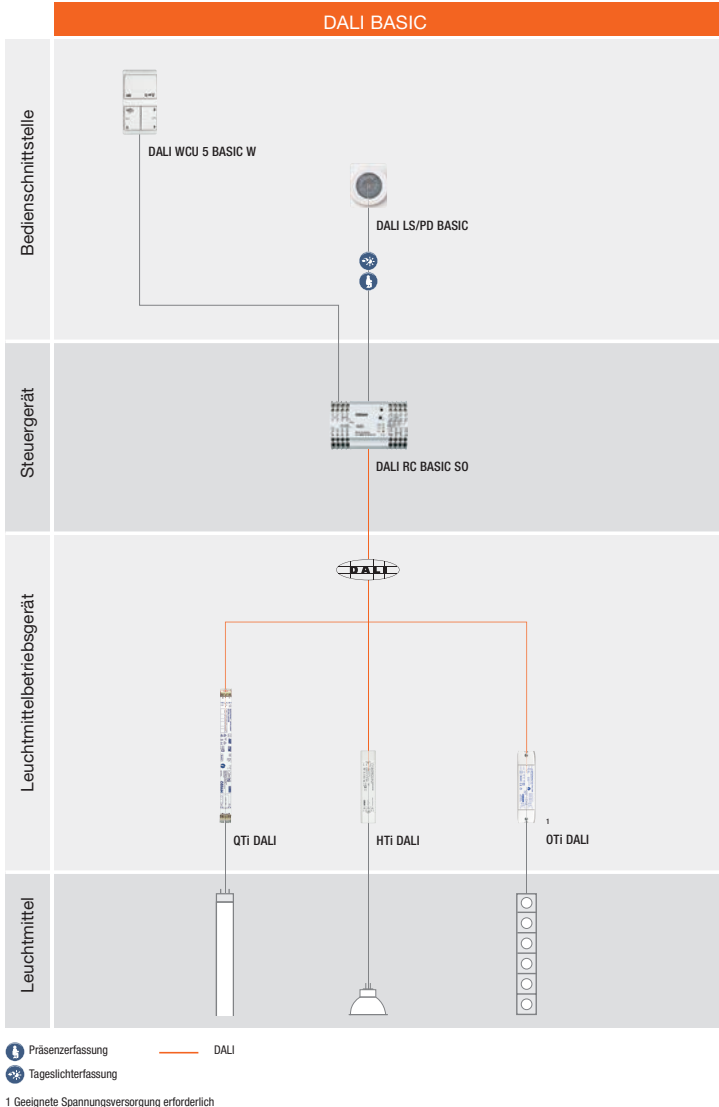 DALI BASIC
Bedienschnittstelle
DALI WCU 5 BASIC W
DALI LS/PD BASIC
Steuergerät
DALI RC BASIC SO
Leuchtmittelbetriebsgerät
DALI
QTi DALI
HTi DALI
1
OTi DALI
Leuchtmittel
Präsenzerfassung
DALI
Tageslichterfassung
1 Geeignete Spannungsversorgung erforderlich